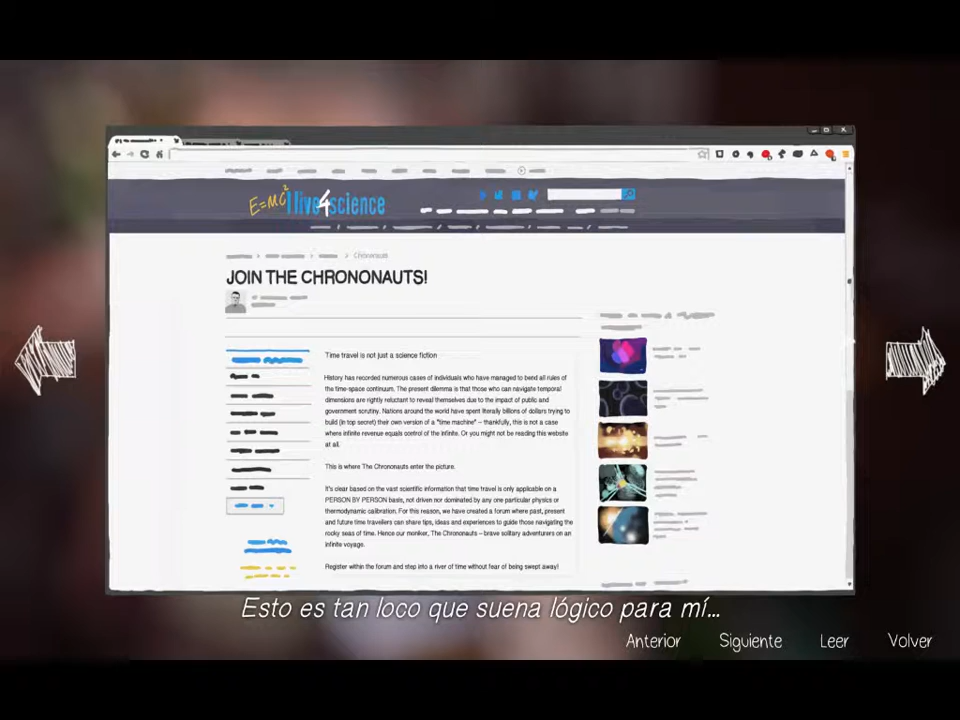 E=MC² I live 4 science
Chrononauts
JOIN THE CHRONONAUTS!
Time travel is not just a science fiction
History has recorded numerous cases of individuals who have managed to bend all rules of
the time-space continuum. The present dilemma is that those who can navigate temporal
dimensions are rightly reluctant to reveal themselves due to the impact of public and
government scrutiny. Nations around the world have spent literally billions of dollars trying to
build (in top secret) their own version of a "time machine" – thankfully, this is not a case
where infinite revenue equals control of the infinite. Or you might not be reading this website
at all.
This is where The Chrononauts enter the picture.
It's clear based on the vast scientific information that time travel is only applicable on a
PERSON BY PERSON basis, not driven nor dominated by any one particular physics or
thermodynamic calibration. For this reason, we have created a forum where past, present
and future time travellers can share tips, ideas and experiences to guide those navigating the
rocky seas of time. Hence our moniker, The Chrononauts – brave solitary adventurers on an
infinite voyage.
Register within the forum and step into a river of time without fear of being swept away!
Esto es tan loco que suena lógico para mí...
Anterior Siguiente Leer Volver